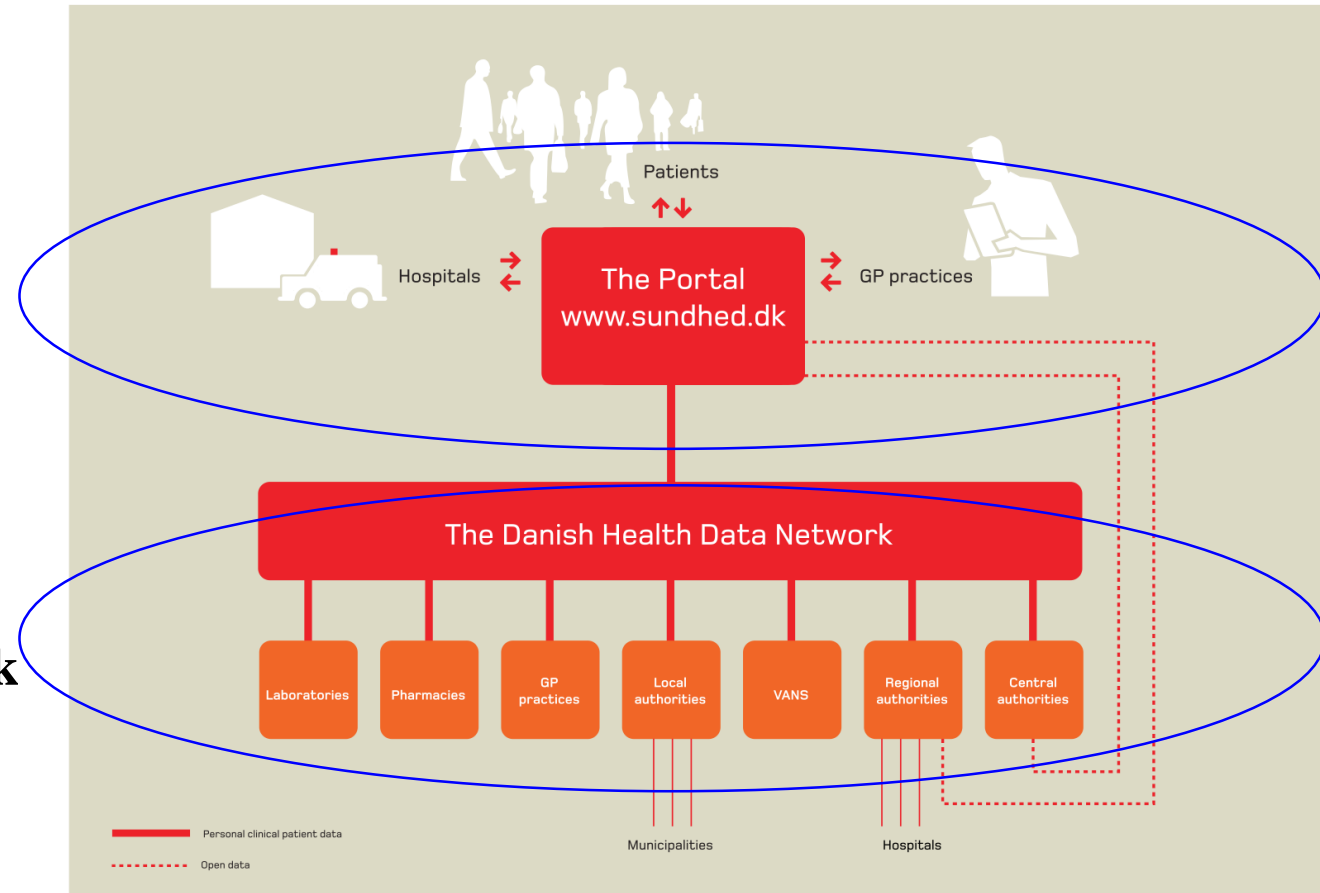 Patients
Hospitals
The Portal
www.sundhed.dk
GP practices
The Danish Health Data Network
k
Laboratories
Pharmacies
GP
practices
Local
authorities
VANS
Regional
authorities
Central
authorities
Personal clinical patient data
Open data
Municipalities
Hospitals